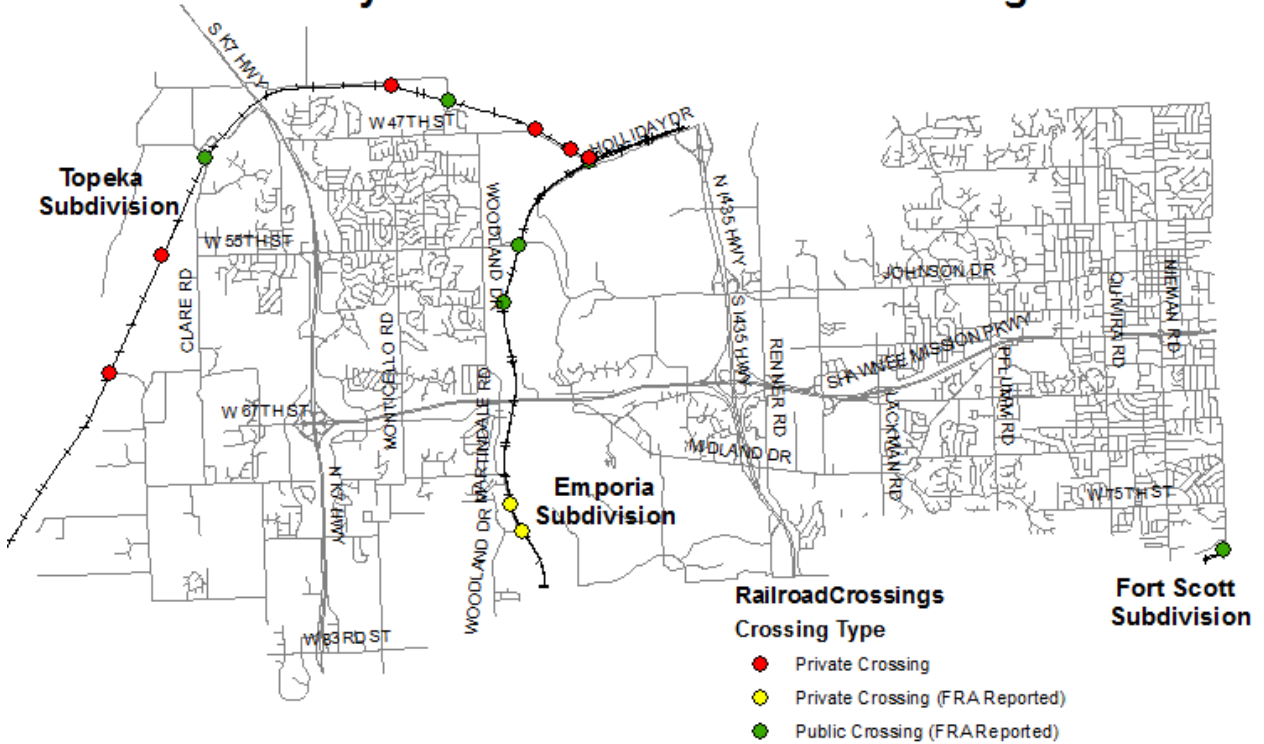 y
g
S K7 HWY
W 47TH ST
HOLLIDAY DR
Topeka
Subdivision
WOODLAND DR
N I435 HWY
W 55TH ST
CLARE RD
JOHNSON DR
QUIVIRA RD
NIEMAN RD
S I435 HWY
MONTICELLO RD
RENNER RD
SHAWNEE MISSION PKWY
PFLUMM RD
W 67TH ST
MARTINDALE RD
LACKMAN RD
MIDLAND DR
N K7 HWY
WOODLAND DR
Emporia
Subdivision
W 75TH ST
W 83RD ST
Fort Scott
Subdivision
RailroadCrossings
Crossing Type
Private Crossing
Private Crossing (FRA Reported)
Public Crossing (FRA Reported)